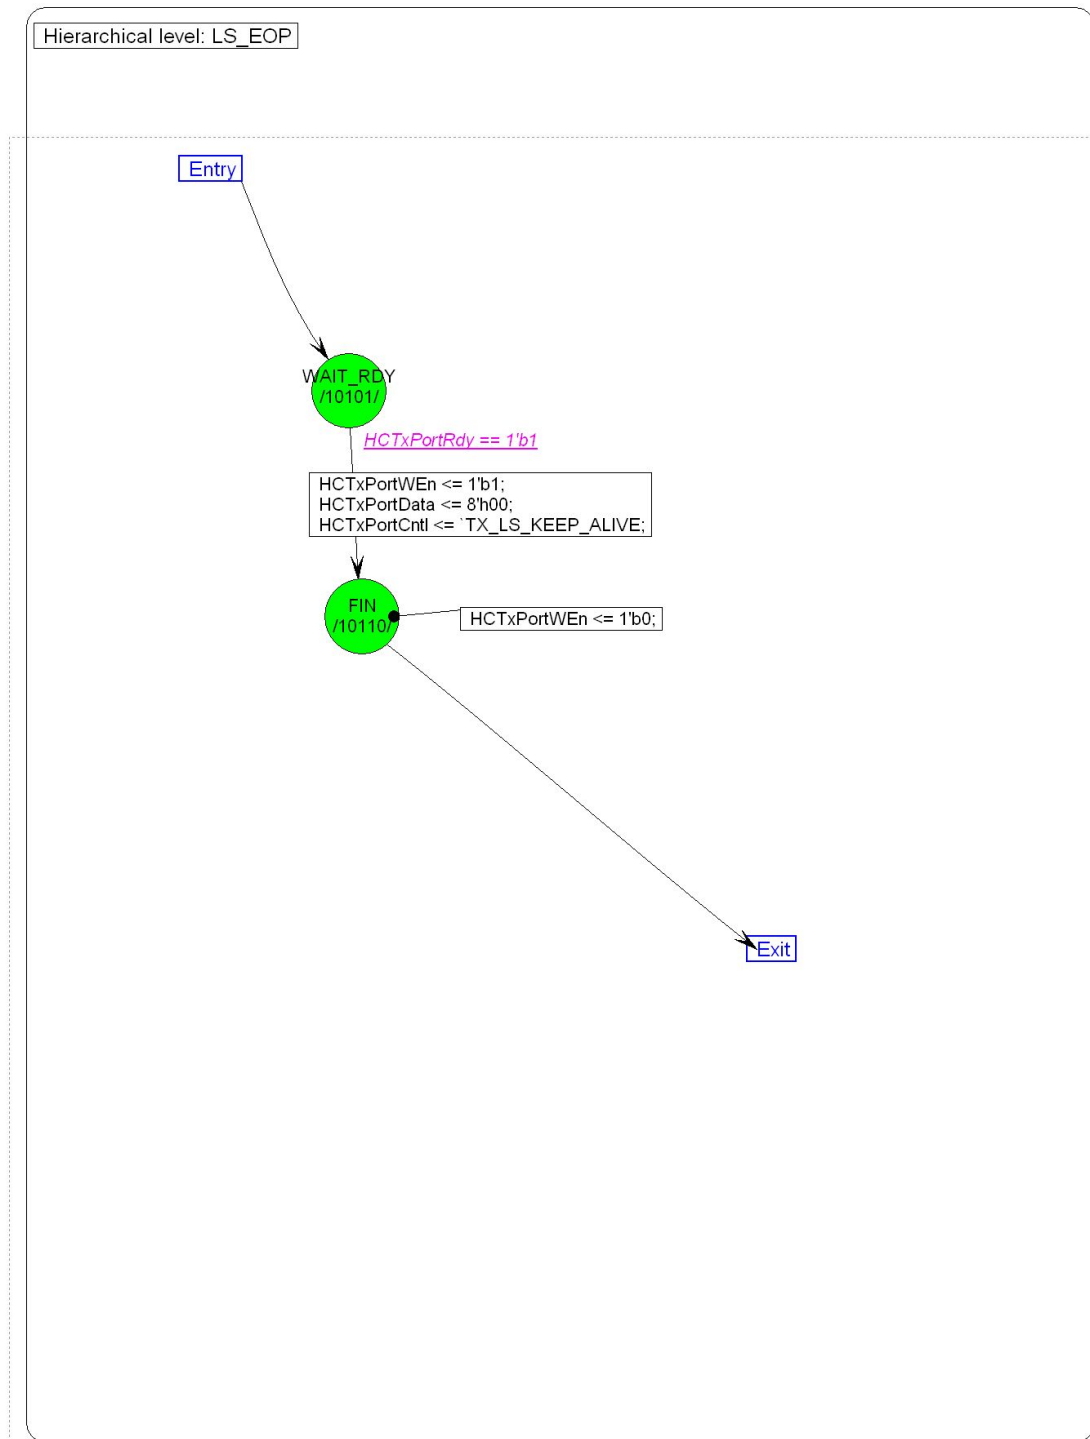 Hierarchical level: LS_EOP
Entry
WAIT_RDY
/10101/
HCTxPortRdy == 1'b1
HCTxPortWEn <= 1'b1;
HCTxPortData <= 8'h00;
HCTxPortCntl <= `TX_LS_KEEP_ALIVE;
FIN
/10110/
HCTxPortWEn <= 1'b0;
Exit